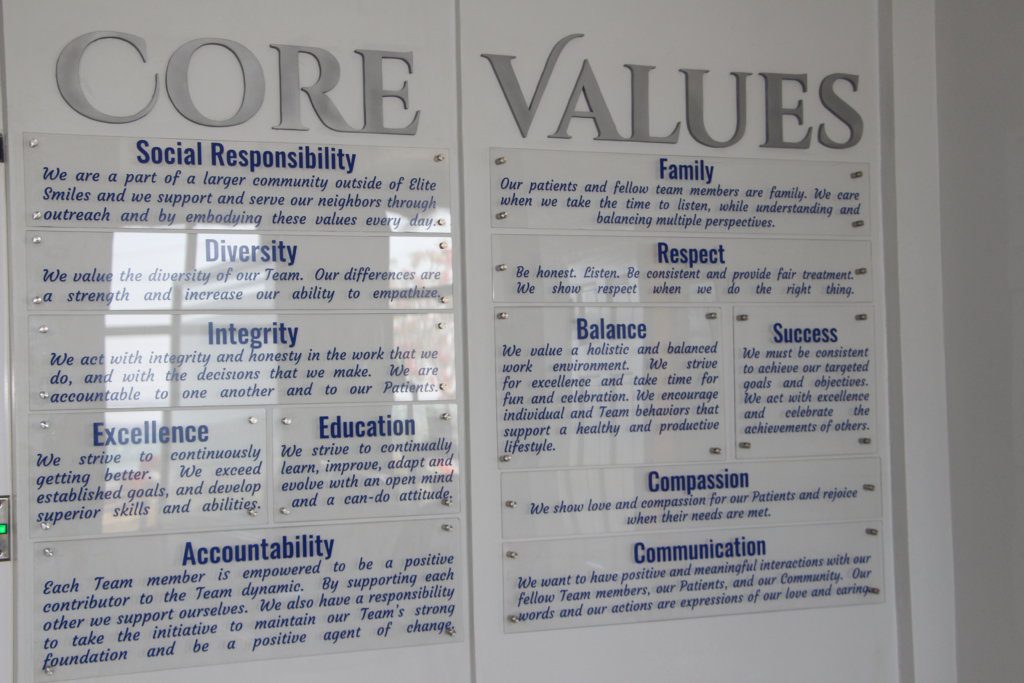 CORE VALUES
Social Responsibility
We are a part of a larger community outside of Elite
Smiles and we support and serve our neighbors through
outreach and by embodying these values every day.
Diversity
We value the diversity of our Team. Our differences are
a strength and increase our ability to empathize.
Integrity
We act with integrity and honesty in the work that we
do, and with the decisions that we make. We are
accountable to one another and to our Patients.
Excellence
We strive to continuously
getting better. We exceed
established goals, and develop
superior skills and abilities.
Education
We strive to continually
learn, improve, adapt and
evolve with an open mind
and a can-do attitude.
Accountability
Each Team member is empowered to be a positive
contributor to the Team dynamic. By supporting each
other we support ourselves. We also have a responsibility
to take the initiative to maintain our Team's strong
foundation and be a positive agent of change.
Family
Our patients and fellow team members are family. We care
when we take the time to listen, while understanding and
balancing multiple perspectives.
Respect
Be honest. Listen. Be consistent and provide fair treatment.
We show respect when we do the right thing.
Balance
We value a holistic and balanced
work environment. We strive
for excellence and take time for
fun and celebration. We encourage
individual and Team behaviors that
support a healthy and productive
lifestyle.
Success
We must be consistent
to achieve our targeted
goals and objectives.
We act with excellence
and celebrate the
achievements of others.
Compassion
We show love and compassion for our Patients and rejoice
when their needs are met.
Communication
We want to have positive and meaningful interactions with our
fellow Team members, our Patients, and our Community. Our
words and our actions are expressions of our love and caring.